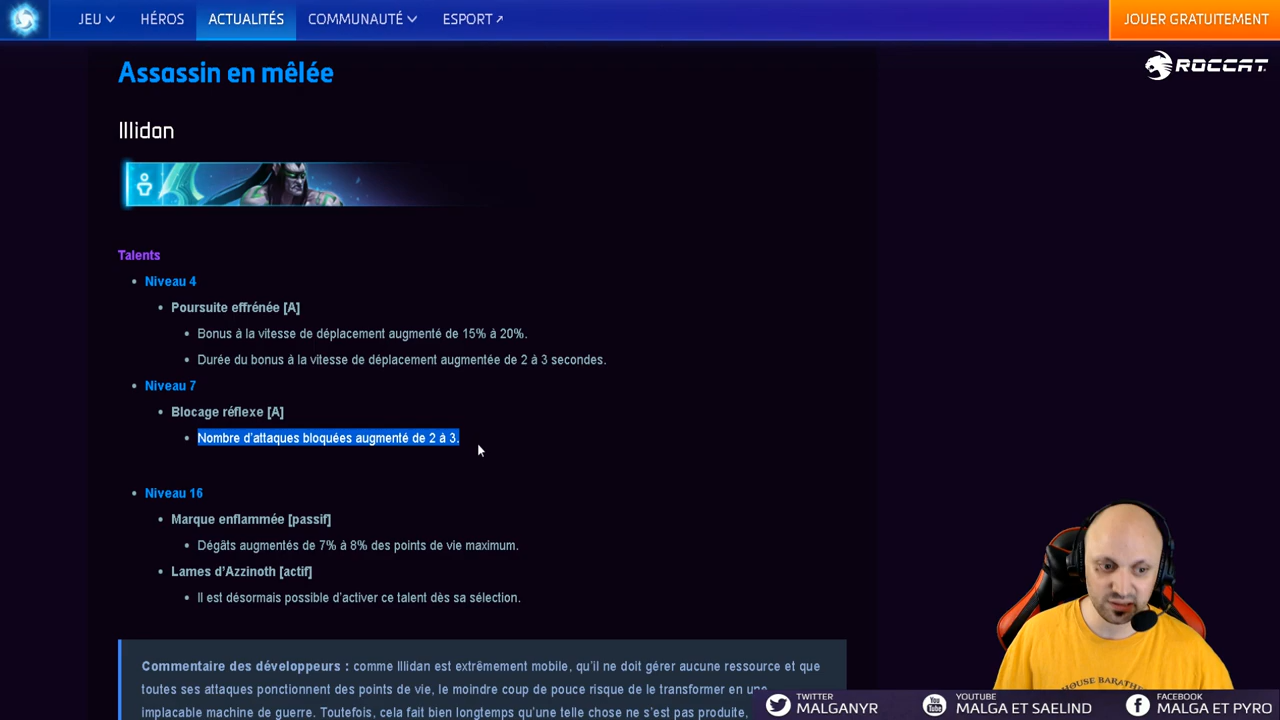 JEU HÉROS ACTUALITÉS COMMUNAUTÉ ESPORT JOUER GRATUITEMENT
ROCCAT
Assassin en mêlée
Illidan
Talents
Niveau 4
Poursuite effrénée [A]
Bonus à la vitesse de déplacement augmenté de 15% à 20%.
Durée du bonus à la vitesse de déplacement augmentée de 2 à 3 secondes.
Niveau 7
Blocage réflexe [A]
Nombre d'attaques bloquées augmenté de 2 à 3.
Niveau 16
Marque enflammée [passif]
Dégâts augmentés de 7% à 8% des points de vie maximum.
Lames d'Azzinoth [actif]
Il est désormais possible d'activer ce talent dès sa sélection.
Commentaire des développeurs : comme Illidan est extrêmement mobile, qu'il ne doit gérer aucune ressource et que
toutes ses attaques ponctionnent des points de vie, le moindre coup de pouce risque de le transformer en une
implacable machine de guerre. Toutefois, cela fait bien longtemps qu'une telle chose ne s'est pas produite,
HOUSE BARATHE
TWITTER
MALGANYR
YOUTUBE
MALGA ET SAELIND
FACEBOOK
MALGA ET PYRO